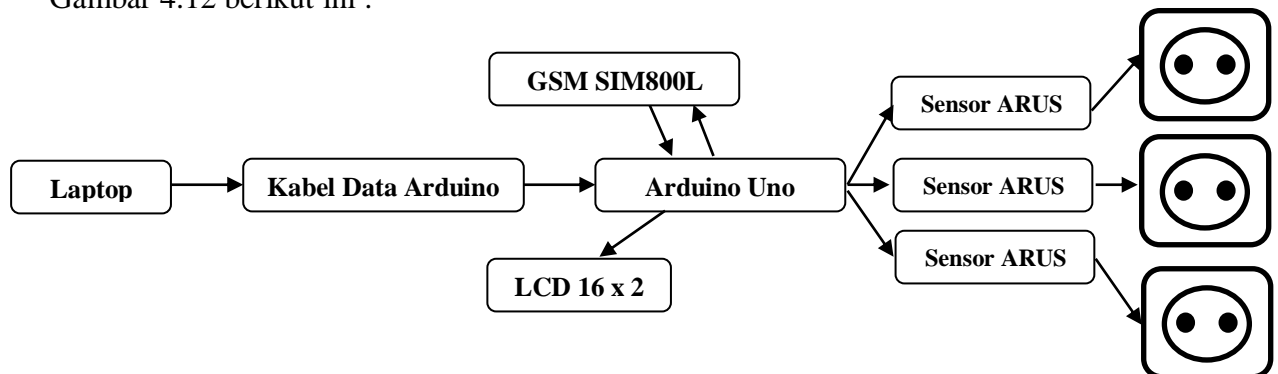 Gambar 4.12 berikut ini :
GSM SIM800L
Sensor ARUS
Laptop
Kabel Data Arduino
Arduino Uno
Sensor ARUS
Sensor ARUS
LCD 16 x 2